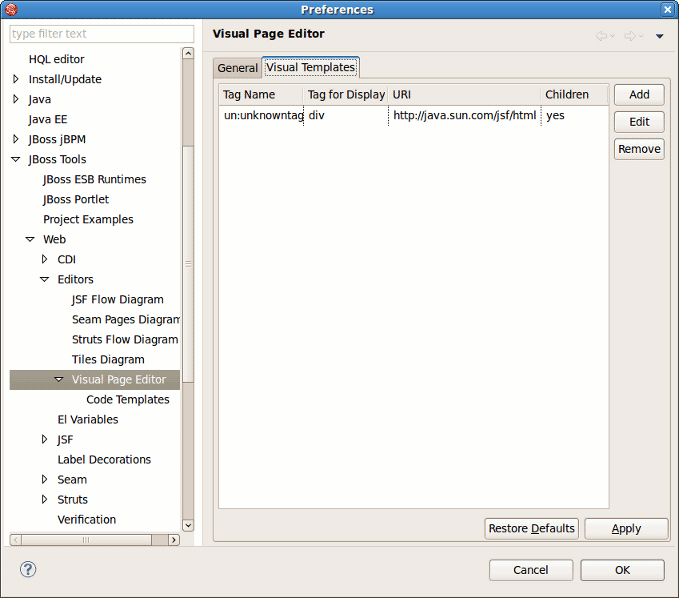 Preferences
type filter text
HQL editor
Install/Update
Java
Java EE
JBoss jBPM
JBoss Tools
JBoss ESB Runtimes
JBoss Portlet
Project Examples
Web
CDI
Editors
JSF Flow Diagram
Seam Pages Diagram
Struts Flow Diagram
Tiles Diagram
Visual Page Editor
Code Templates
El Variables
JSF
Label Decorations
Seam
Struts
Verification
Visual Page Editor
General Visual Templates
Tag Name Tag for Display URI Children
un:unknowntag div http://java.sun.com/jsf/html yes
Add
Edit
Remove
Restore Defaults Apply
Cancel OK